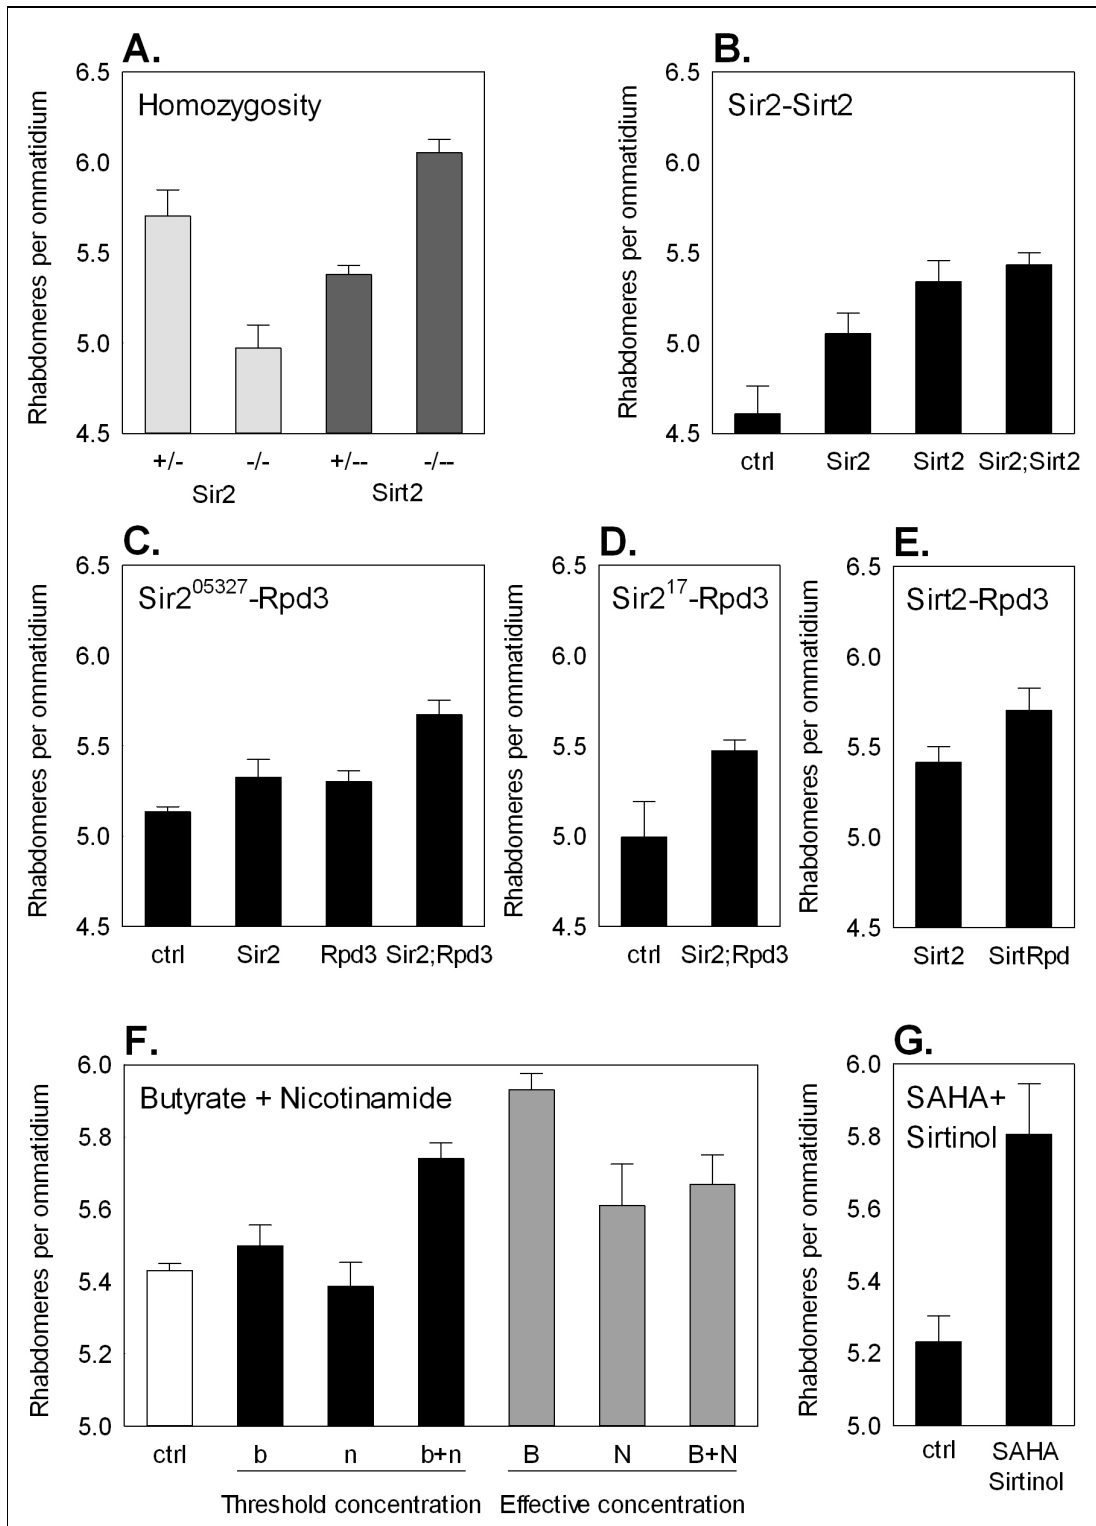 A.
Homozygosity
Rhabdomeres per ommatidium
6.5
6.0
5.5
5.0
4.5
+/- -/- +/-- -/--
Sir2 Sirt2
B.
Sir2-Sirt2
Rhabdomeres per ommatidium
6.5
6.0
5.5
5.0
4.5
ctrl Sir2 Sirt2 Sir2;Sirt2
C.
Sir2^05327-Rpd3
Rhabdomeres per ommatidium
6.5
6.0
5.5
5.0
4.5
ctrl Sir2 Rpd3 Sir2;Rpd3
D.
Sir2^17-Rpd3
Rhabdomeres per ommatidium
6.5
6.0
5.5
5.0
4.5
ctrl Sir2;Rpd3
E.
Sirt2-Rpd3
Rhabdomeres per ommatidium
6.5
6.0
5.5
5.0
4.5
Sirt2 SirtRpd
F.
Butyrate + Nicotinamide
Rhabdomeres per ommatidium
6.0
5.8
5.6
5.4
5.2
5.0
ctrl b n b+n B N B+N
Threshold concentration Effective concentration
G.
SAHA+
Sirtinol
Rhabdomeres per ommatidium
6.0
5.8
5.6
5.4
5.2
5.0
ctrl SAHA
Sirtinol